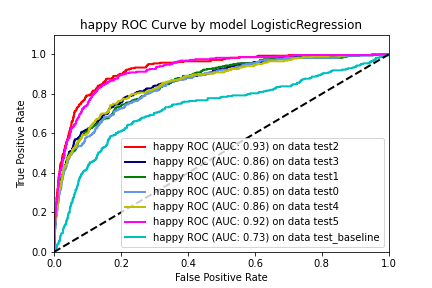 happy ROC Curve by model LogisticRegression
True Positive Rate
1.0
0.8
0.6
0.4
0.2
0.0
happy ROC (AUC: 0.93) on data test2
happy ROC (AUC: 0.86) on data test3
happy ROC (AUC: 0.86) on data test1
happy ROC (AUC: 0.85) on data test0
happy ROC (AUC: 0.86) on data test4
happy ROC (AUC: 0.92) on data test5
happy ROC (AUC: 0.73) on data test_baseline
0.0 0.2 0.4 0.6 0.8 1.0
False Positive Rate